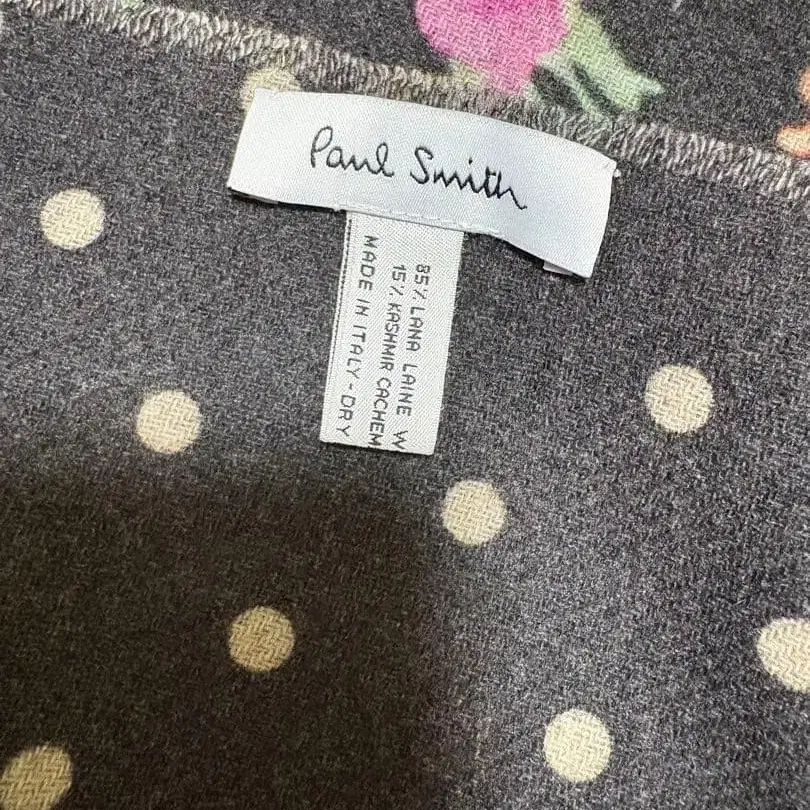 Paul Smith
85% LANA LAINE W
15% KASHMIR CACHEM
MADE IN ITALY - DRY